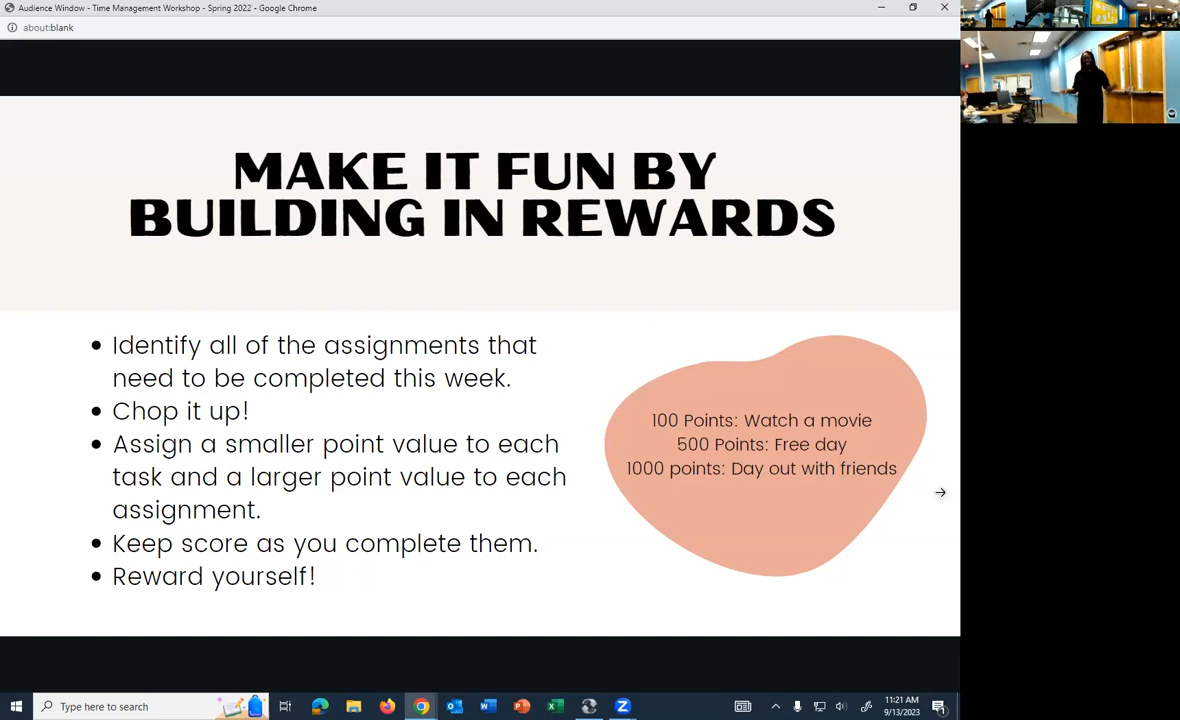 Audience Window - Time Management Workshop - Spring 2022 - Google Chrome
about:blank
MAKE IT FUN BY
BUILDING IN REWARDS
• Identify all of the assignments that
need to be completed this week.
• Chop it up!
• Assign a smaller point value to each
task and a larger point value to each
assignment.
• Keep score as you complete them.
• Reward yourself!
100 Points: Watch a movie
500 Points: Free day
1000 points: Day out with friends
Type here to search
11:21 AM
9/13/2023
1